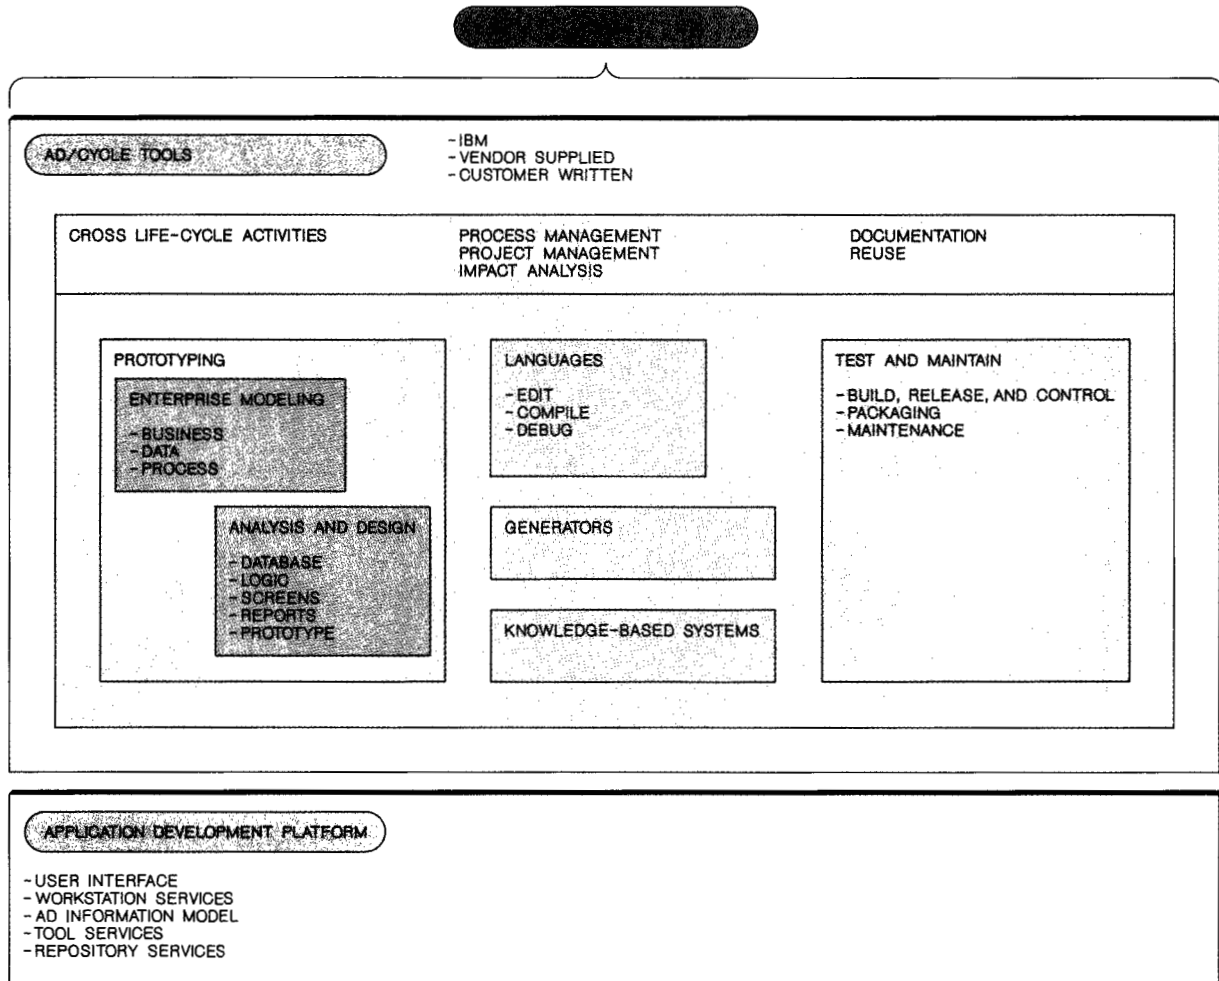 AD/CYCLE TOOLS
-IBM
-VENDOR SUPPLIED
-CUSTOMER WRITTEN
CROSS LIFE-CYCLE ACTIVITIES
PROCESS MANAGEMENT
PROJECT MANAGEMENT
IMPACT ANALYSIS
DOCUMENTATION
REUSE
PROTOTYPING
ENTERPRISE MODELING
-BUSINESS
-DATA
-PROCESS
ANALYSIS AND DESIGN
-DATABASE
-LOGIC
-SCREENS
-REPORTS
-PROTOTYPE
LANGUAGES
-EDIT
-COMPILE
-DEBUG
GENERATORS
KNOWLEDGE-BASED SYSTEMS
TEST AND MAINTAIN
-BUILD, RELEASE, AND CONTROL
-PACKAGING
-MAINTENANCE
APPLICATION DEVELOPMENT PLATFORM
-USER INTERFACE
-WORKSTATION SERVICES
-AD INFORMATION MODEL
-TOOL SERVICES
-REPOSITORY SERVICES